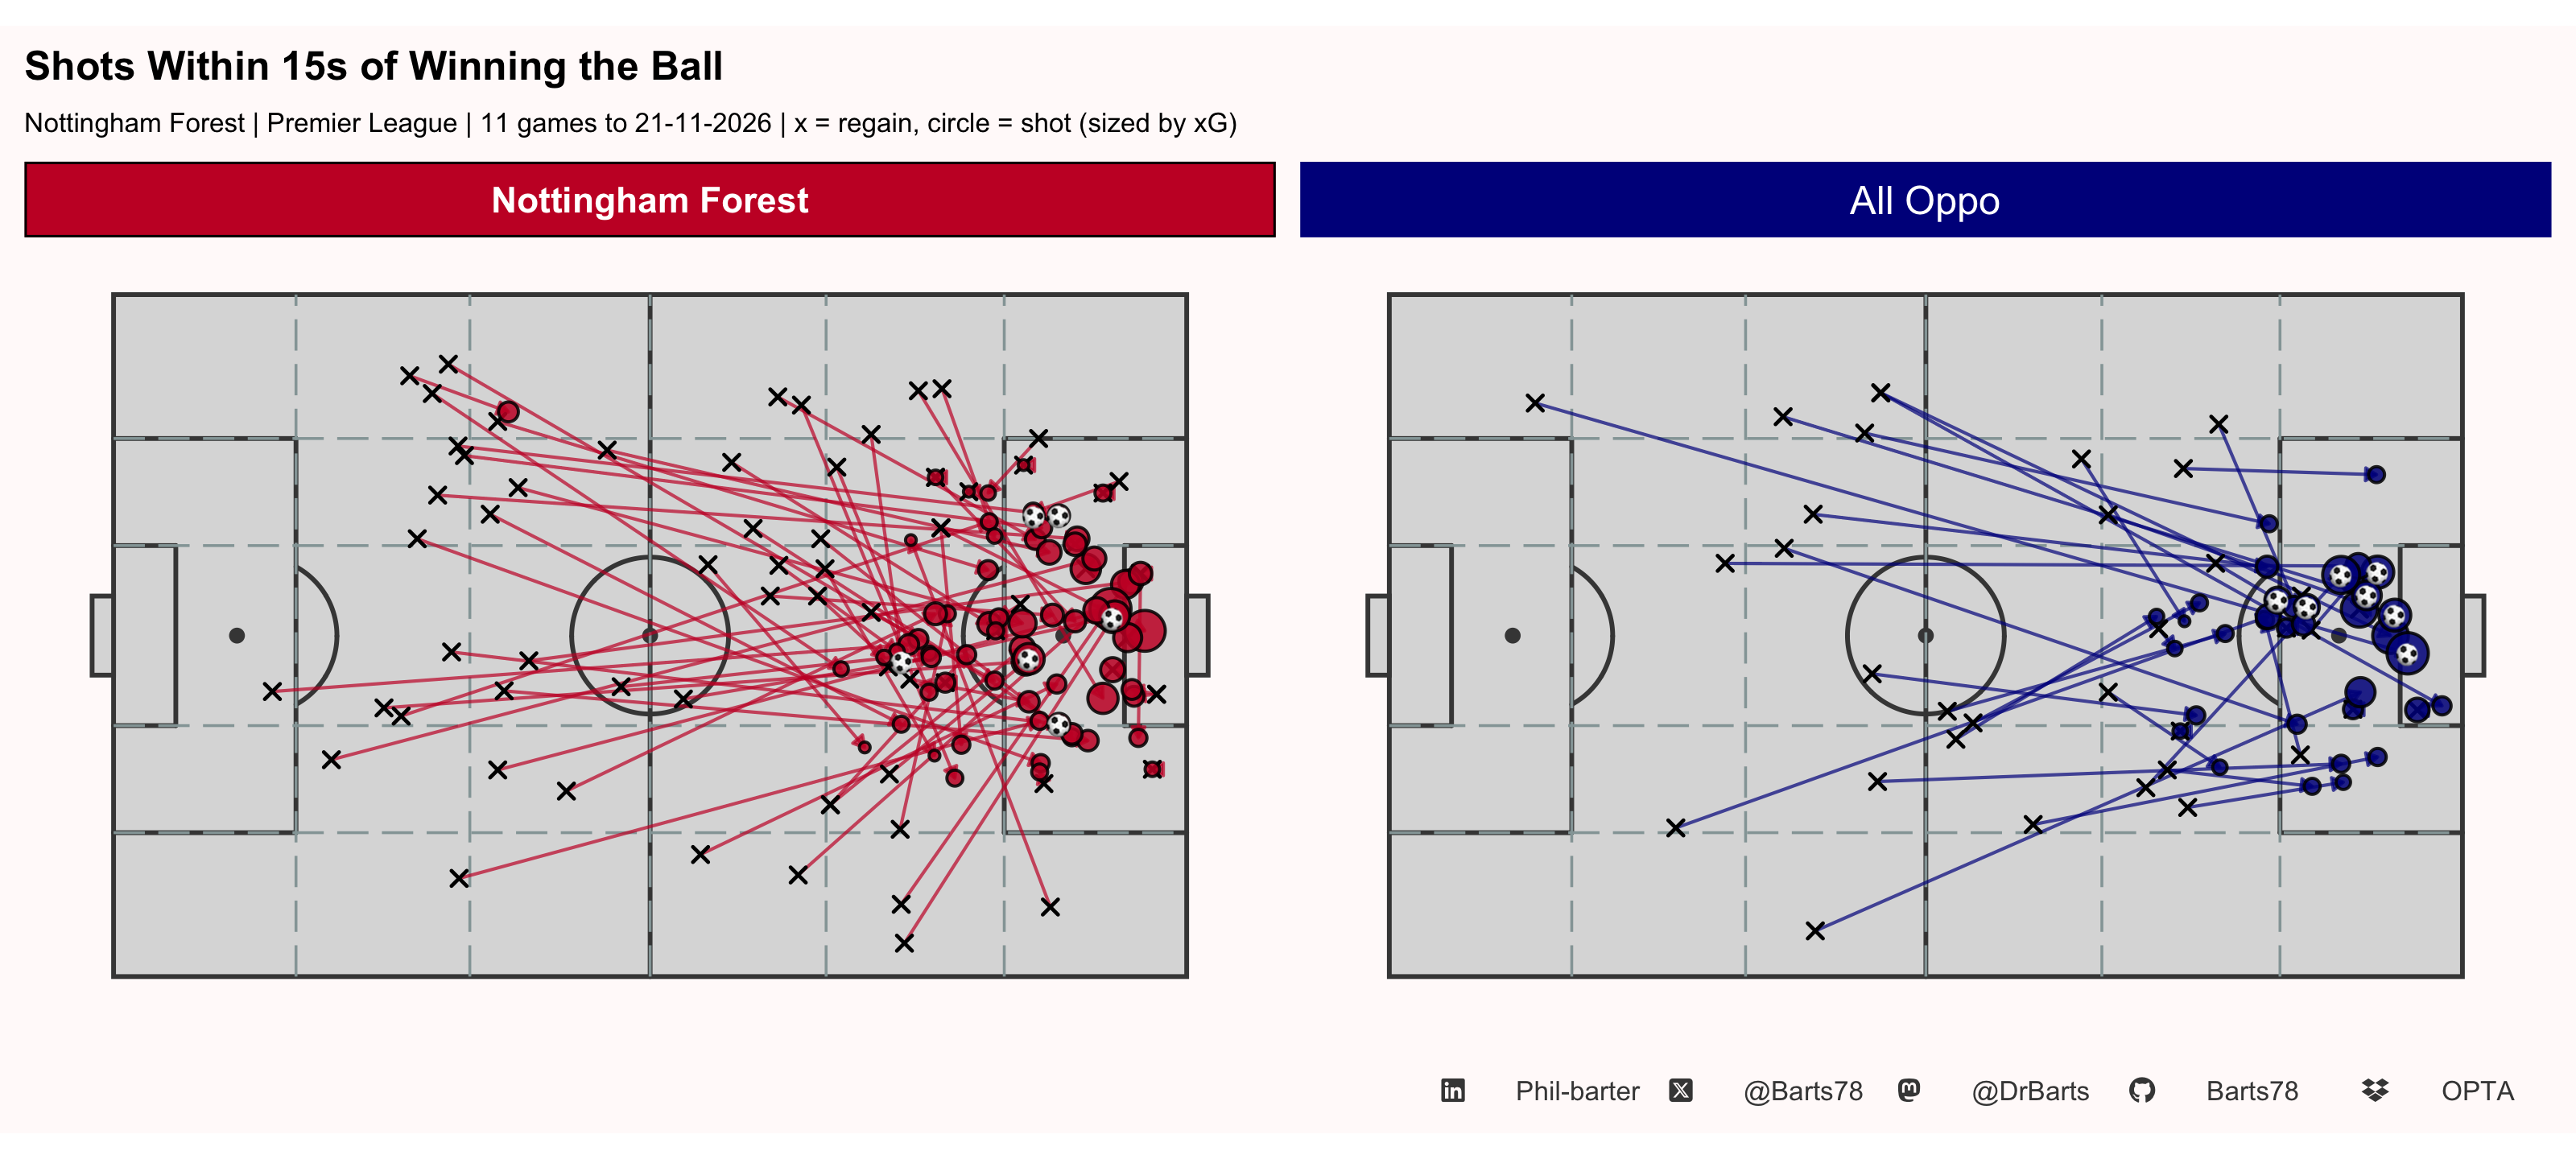 Shots Within 15s of Winning the Ball
Nottingham Forest | Premier League | 11 games to 21-11-2026 | x = regain, circle = shot (sized by xG)
Nottingham Forest
All Oppo
Phil-barter @Barts78 @DrBarts Barts78 OPTA